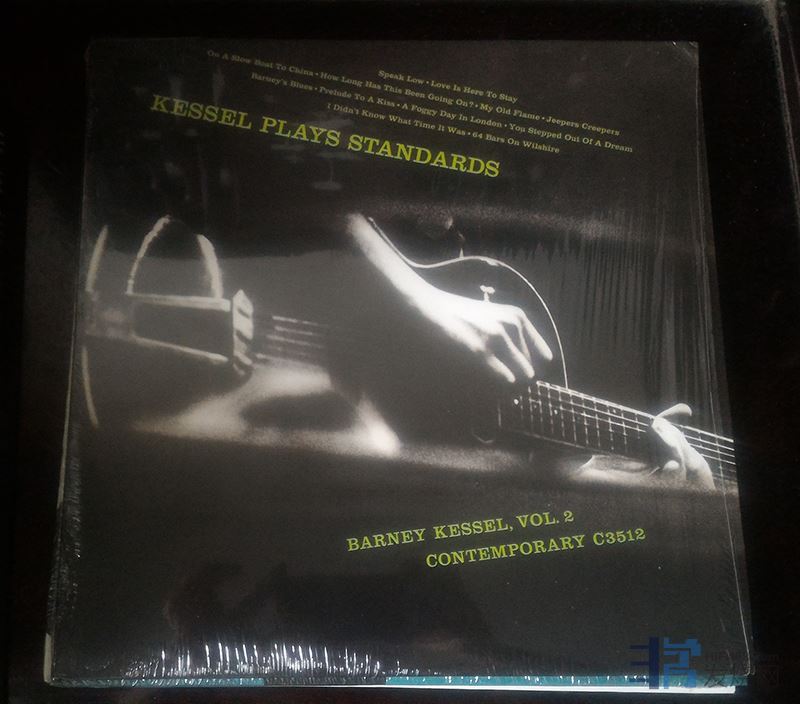 Speak Low • Love Is Here To Stay
On A Slow Boat To China • How Long Has This Been Going On? • My Old Flame • Jeepers Creepers
Barney's Blues • Prelude To A Kiss • A Foggy Day In London • You Stepped Out Of A Dream
I Didn't Know What Time It Was • 64 Bars On Wilshire
KESSEL PLAYS STANDARDS
BARNEY KESSEL, VOL. 2
CONTEMPORARY C3512